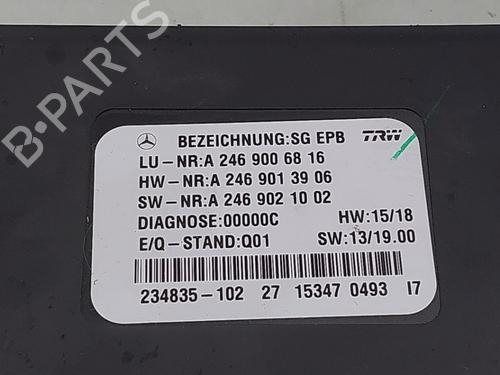 B-PARTS
BEZEICHNUNG:SG EPB TRW
LU-NR:A 246 900 68 16
HW-NR:A 246 901 39 06
SW-NR:A 246 902 10 02
DIAGNOSE:00000C HW:15/18
E/Q-STAND:Q01 SW:13/19.00
234835-102 27 15347 0493 I7